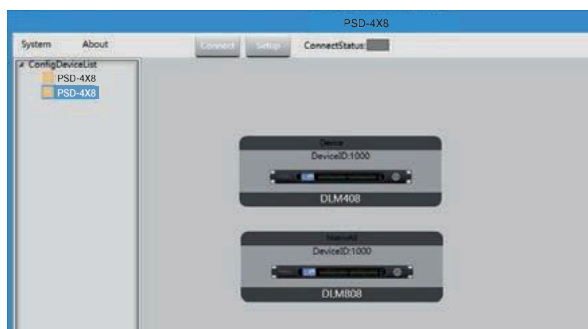 PSD-4X8
System About Connect Setup ConnectStatus:
ConfigDeviceList
PSD-4X8
PSD-4X8
Device
DeviceID:1000
DLM408
DeviceID:1000
DLM808